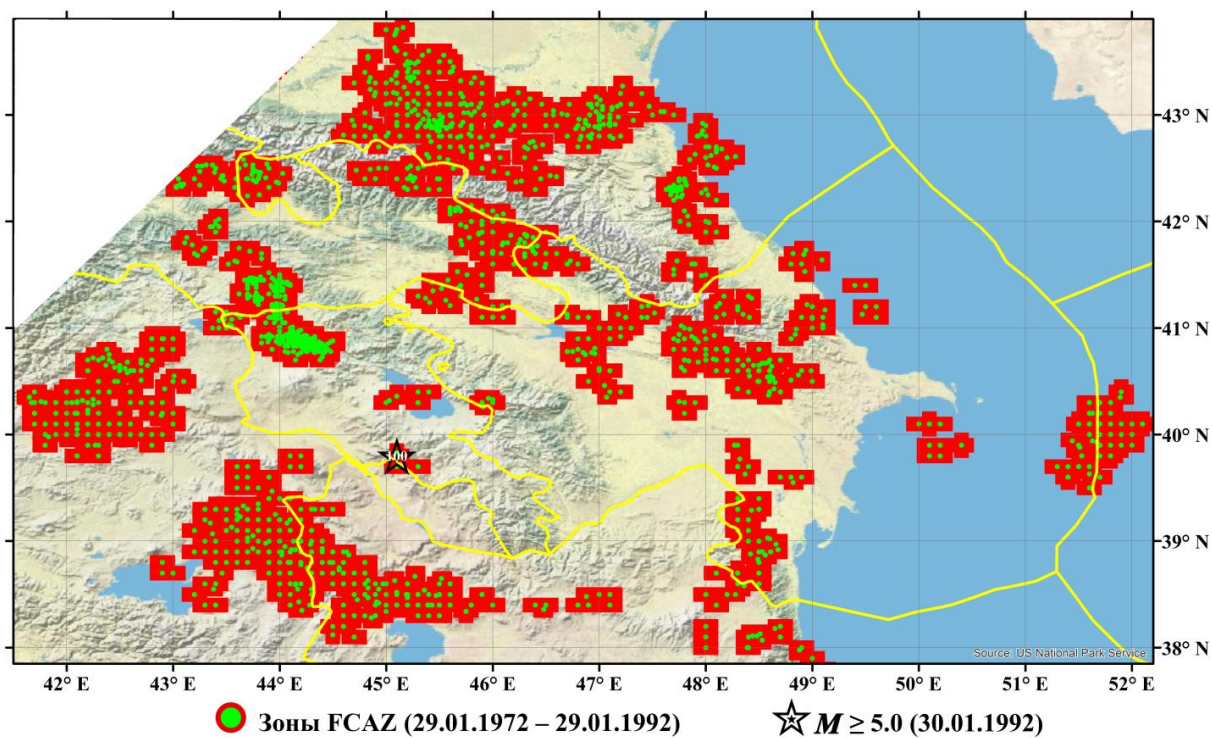 43° N
42° N
41° N
40° N
100
39° N
38° N
Source: US National Park Service
42° E 43° E 44° E 45° E 46° E 47° E 48° E 49° E 50° E 51° E 52° E
Зоны FCAZ (29.01.1972 – 29.01.1992) M ≥ 5.0 (30.01.1992)